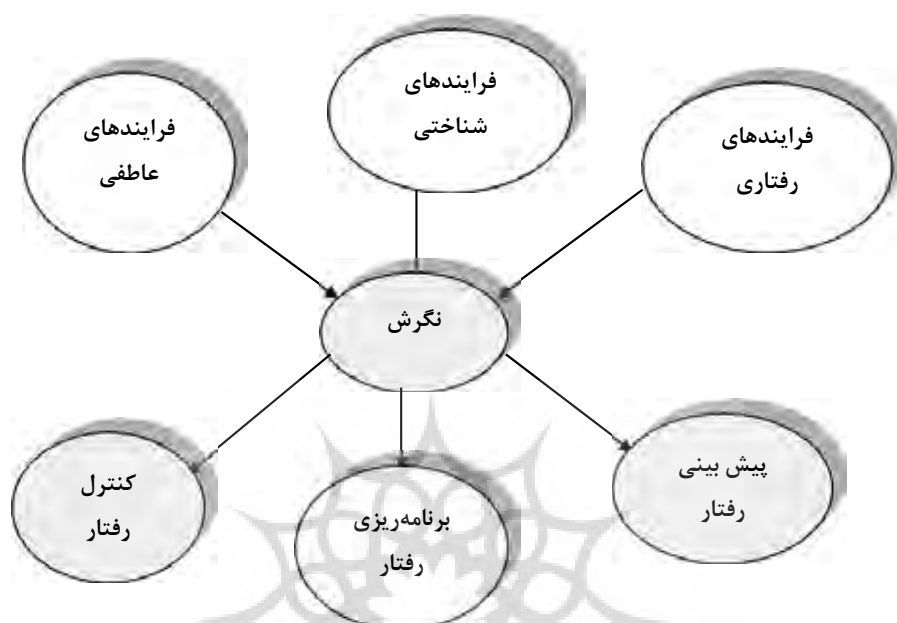 فرایندهای
رفتاری
فرایندهای
شناختی
فرایندهای
عاطفی
نگرش
پیش بینی
رفتار
برنامه‌ریزی
رفتار
کنترل
رفتار